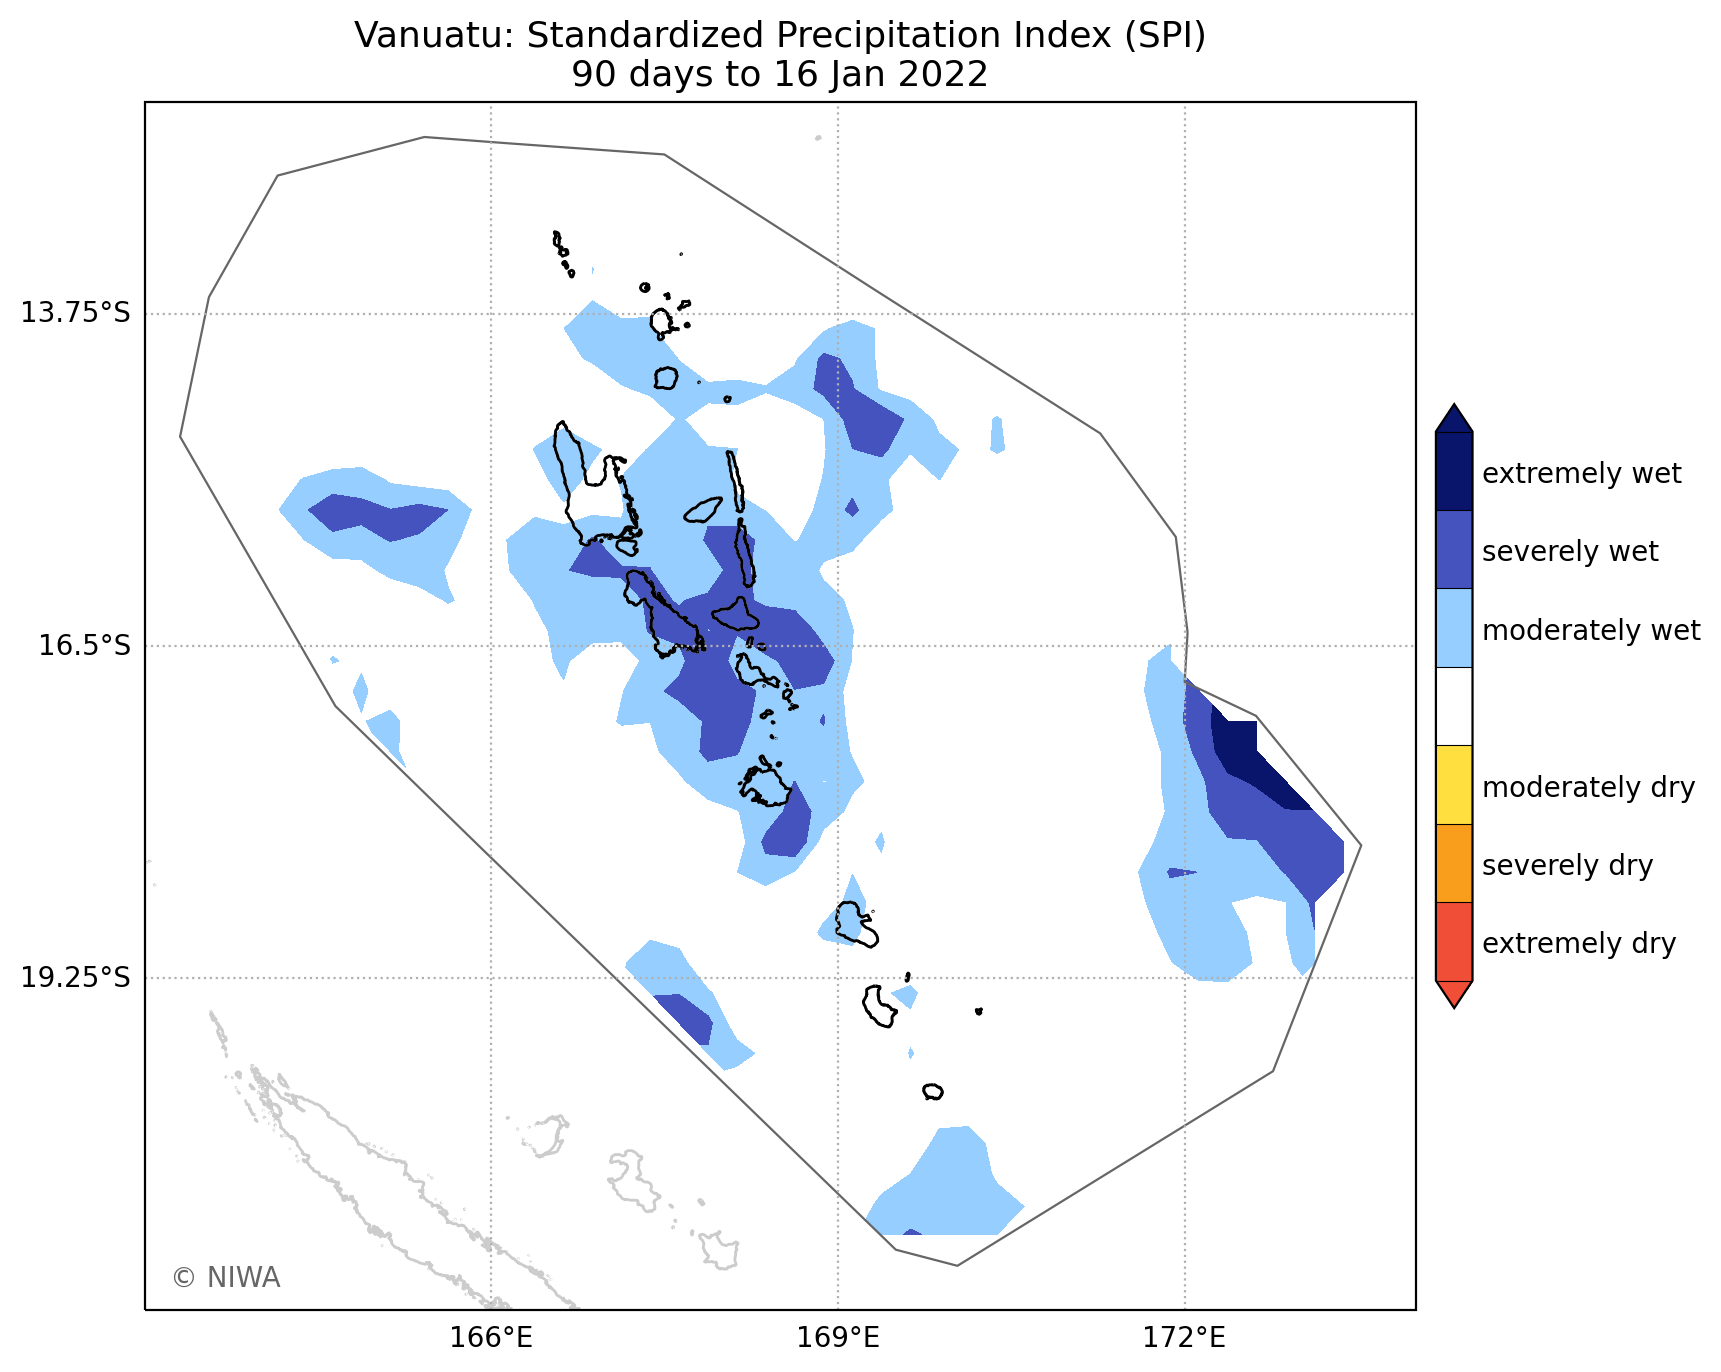 Vanuatu: Standardized Precipitation Index (SPI)
90 days to 16 Jan 2022
13.75°S
16.5°S
19.25°S
166°E
169°E
172°E
extremely wet
severely wet
moderately wet
moderately dry
severely dry
extremely dry
© NIWA